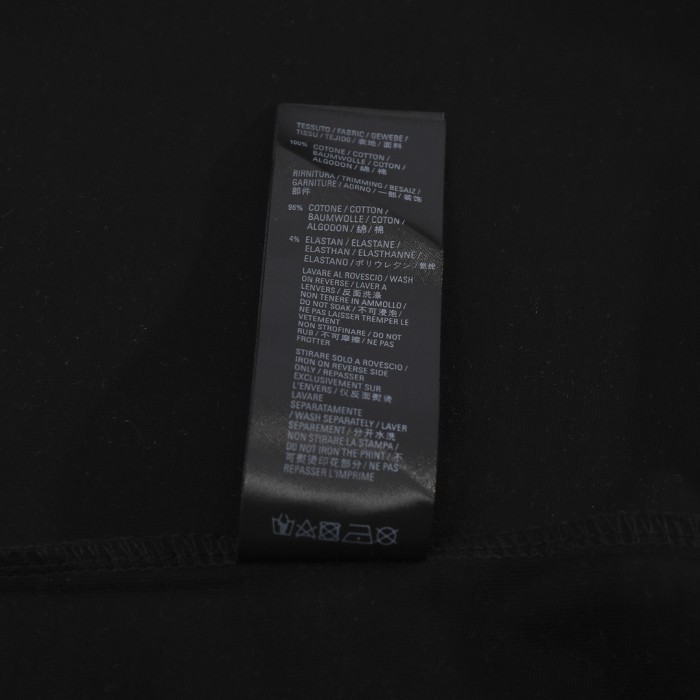 TESSUTO / FABRIC / GEWEBE /
TISSU / TEJIDO / 表地 / 面料
100% COTONE / COTTON /
BAUMWOLLE / COTON /
ALGODON / 綿 / 棉
RIFINITURA / TRIMMING / BESAIZ /
GARNITURE / ADRNO / 一部 / 装饰
部件
96% COTONE / COTTON /
BAUMWOLLE / COTON /
ALGODON / 綿 / 棉
4% ELASTAN / ELASTANE /
ELASTHAN / ELASTHANNE /
ELASTANO / ポリウレタン / 氨纶
LAVARE AL ROVESCIO / WASH
ON REVERSE / LAVER A
LENVERS / 反面洗涤
NON TENERE IN AMMOLLO /
DO NOT SOAK / 不可浸泡 /
NE PAS LAISSER TREMPER LE
VETEMENT
NON STROFINARE / DO NOT
RUB / 不可摩擦 / NE PAS
FROTTER
STIRARE SOLO A ROVESCIO /
IRON ON REVERSE SIDE
ONLY / REPASSER
EXCLUSIVEMENT SUR
L'ENVERS / 仅反面熨烫
LAVARE
SEPARATAMENTE
/ WASH SEPARATELY / LAVER
SEPAREMENT / 分开水洗
NON STIRARE LA STAMPA /
DO NOT IRON THE PRINT / 不
可熨烫印花部分 / NE PAS
REPASSER L'IMPRIME